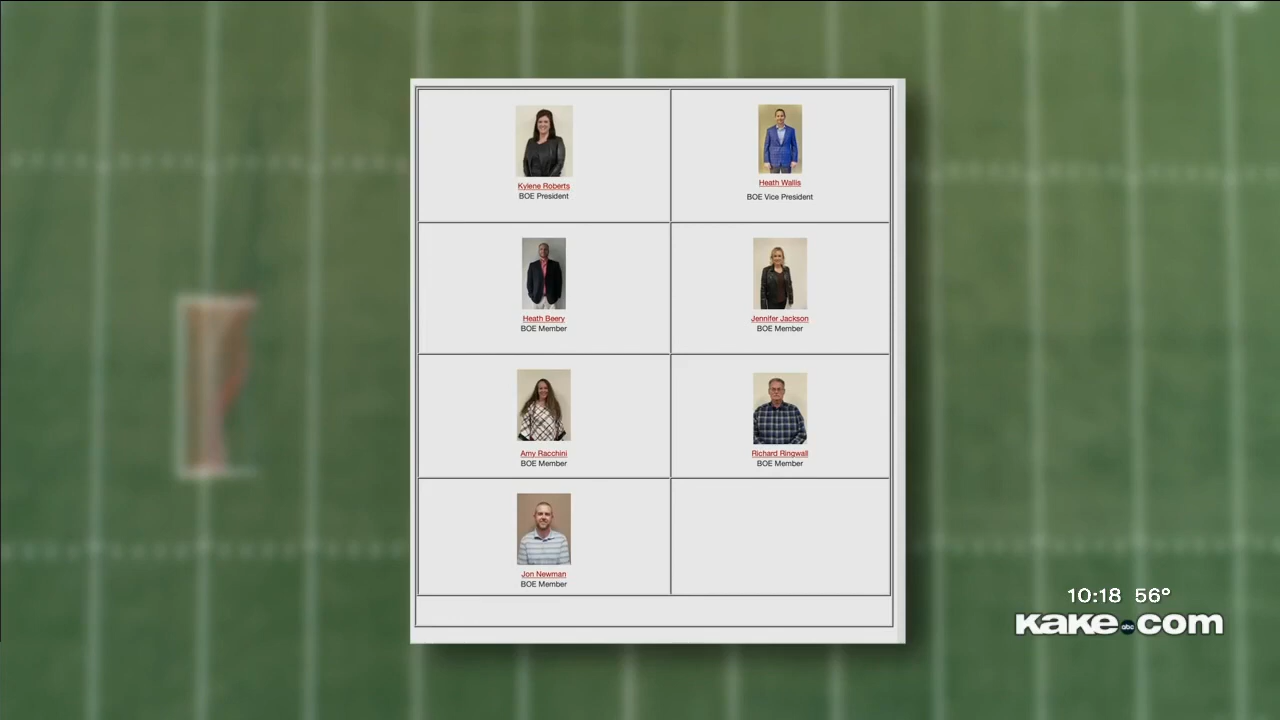 Kylene Roberts
BOE President
Heath Wallis
BOE Vice President
Heath Beery
BOE Member
Jennifer Jackson
BOE Member
Amy Racchini
BOE Member
Richard Ringwall
BOE Member
Jon Newman
BOE Member
10:18 56°
KaKe abc .com